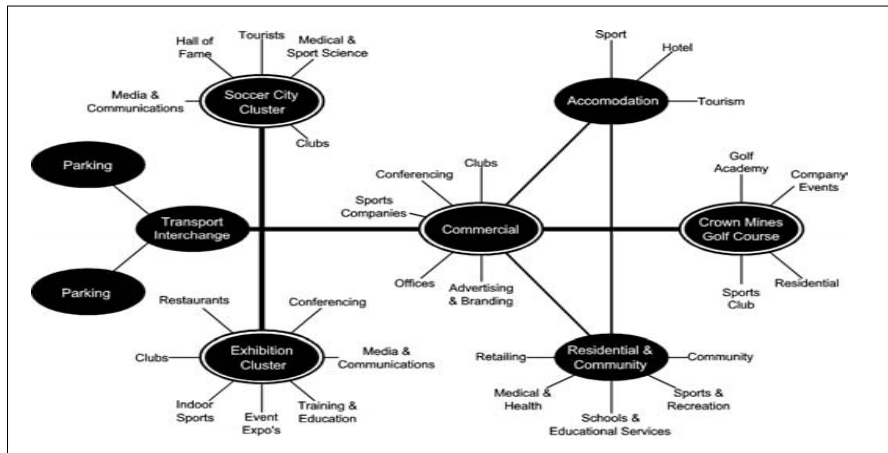 Tourists
Hall of
Fame
Medical &
Sport Science
Media &
Communications
Soccer City
Cluster
Clubs
Sport
Hotel
Accomodation
Tourism
Parking
Transport
Interchange
Parking
Clubs
Conferencing
Sports
Companies
Commercial
Offices
Advertising
& Branding
Golf
Academy
Company
Events
Crown Mines
Golf Course
Sports
Club
Residential
Restaurants
Conferencing
Clubs
Exhibition
Cluster
Media &
Communications
Indoor
Sports
Event
Expo's
Training &
Education
Retailing
Residential &
Community
Community
Medical &
Health
Schools &
Educational Services
Sports &
Recreation